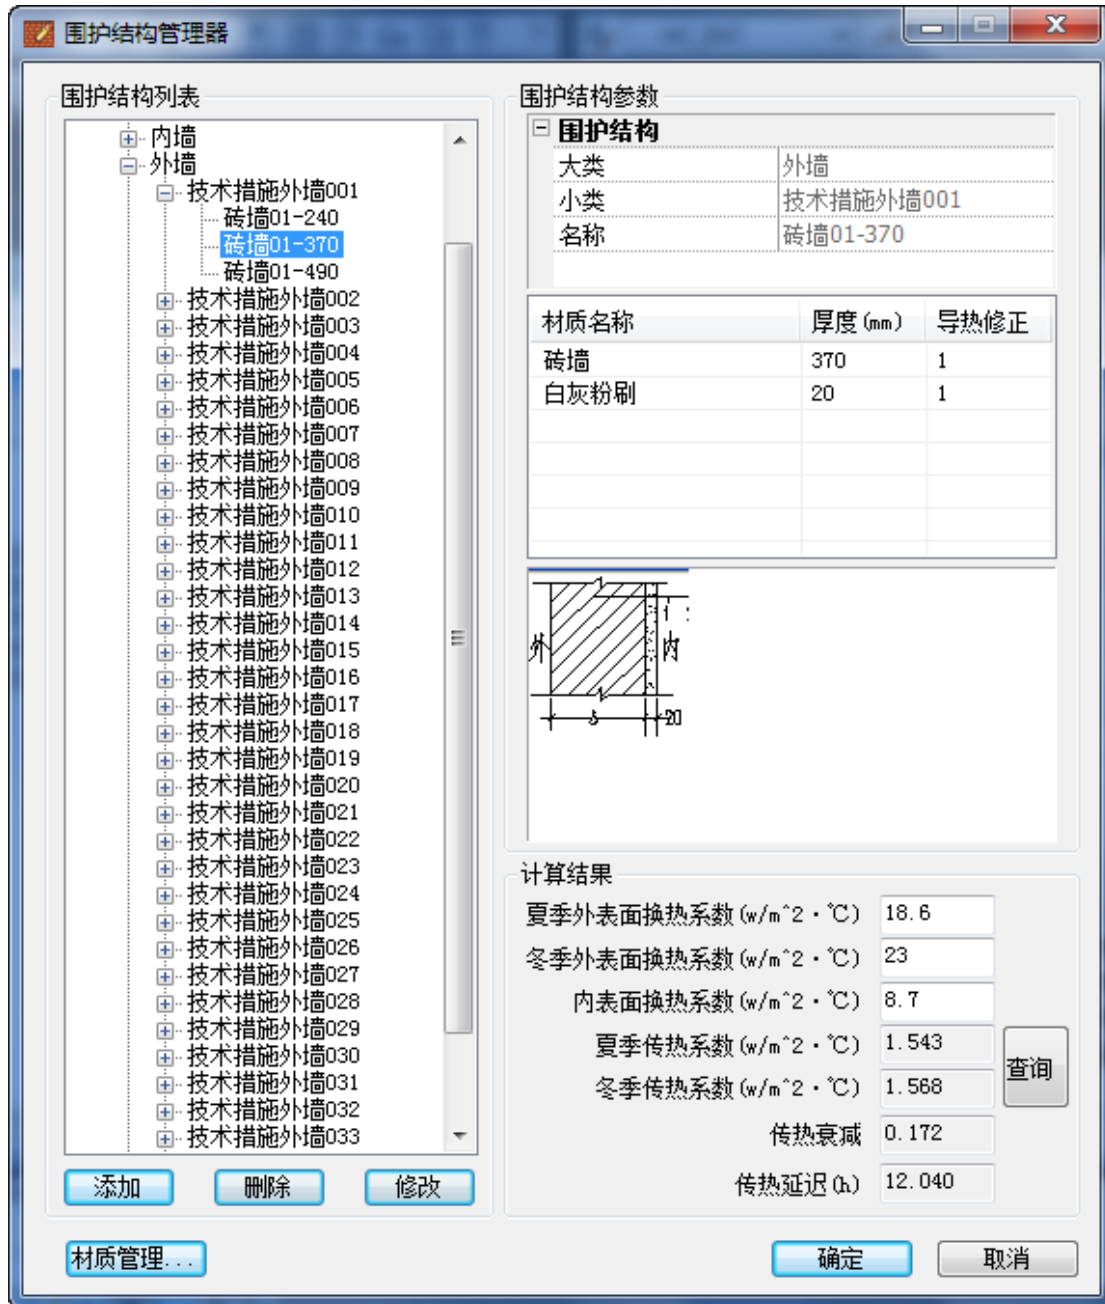 围护结构管理器
围护结构列表
内墙
外墙
技术措施外墙001
砖墙01-240
砖墙01-370
砖墙01-490
技术措施外墙002
技术措施外墙003
技术措施外墙004
技术措施外墙005
技术措施外墙006
技术措施外墙007
技术措施外墙008
技术措施外墙009
技术措施外墙010
技术措施外墙011
技术措施外墙012
技术措施外墙013
技术措施外墙014
技术措施外墙015
技术措施外墙016
技术措施外墙017
技术措施外墙018
技术措施外墙019
技术措施外墙020
技术措施外墙021
技术措施外墙022
技术措施外墙023
技术措施外墙024
技术措施外墙025
技术措施外墙026
技术措施外墙027
技术措施外墙028
技术措施外墙029
技术措施外墙030
技术措施外墙031
技术措施外墙032
技术措施外墙033
添加 删除 修改
材质管理...
围护结构参数
围护结构
大类 外墙
小类 技术措施外墙001
名称 砖墙01-370
材质名称 厚度(mm) 导热修正
砖墙 370 1
白灰粉刷 20 1
外 内
20
计算结果
夏季外表面换热系数(w/m^2·℃) 18.6
冬季外表面换热系数(w/m^2·℃) 23
内表面换热系数(w/m^2·℃) 8.7
夏季传热系数(w/m^2·℃) 1.543
冬季传热系数(w/m^2·℃) 1.568
查询
传热衰减 0.172
传热延迟(h) 12.040
确定 取消